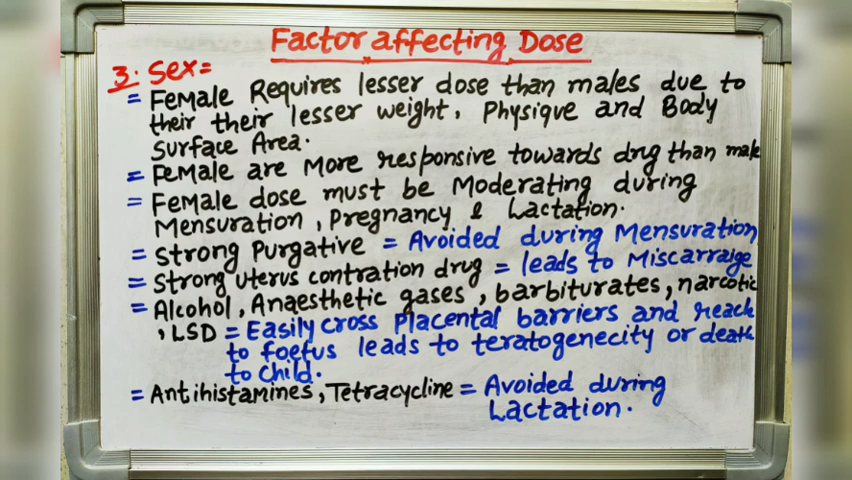 Factor affecting Dose
3. Sex=
= Female Requires lesser dose than males due to
their their lesser weight, Physique and Body
Surface Area.
= Female are More responsive towards drug than male
= Female dose must be Moderating during
Mensuration, Pregnancy & Lactation.
= Strong Purgative = Avoided during Mensuration
= Strong uterus contration drug = leads to Miscarraige
= Alcohol, Anaesthetic gases, barbiturates, narcotic
, LSD = Easily cross Placental barriers and reach
to foetus leads to teratogenecity or death
to child.
= Antihistamines, Tetracycline = Avoided during
Lactation.